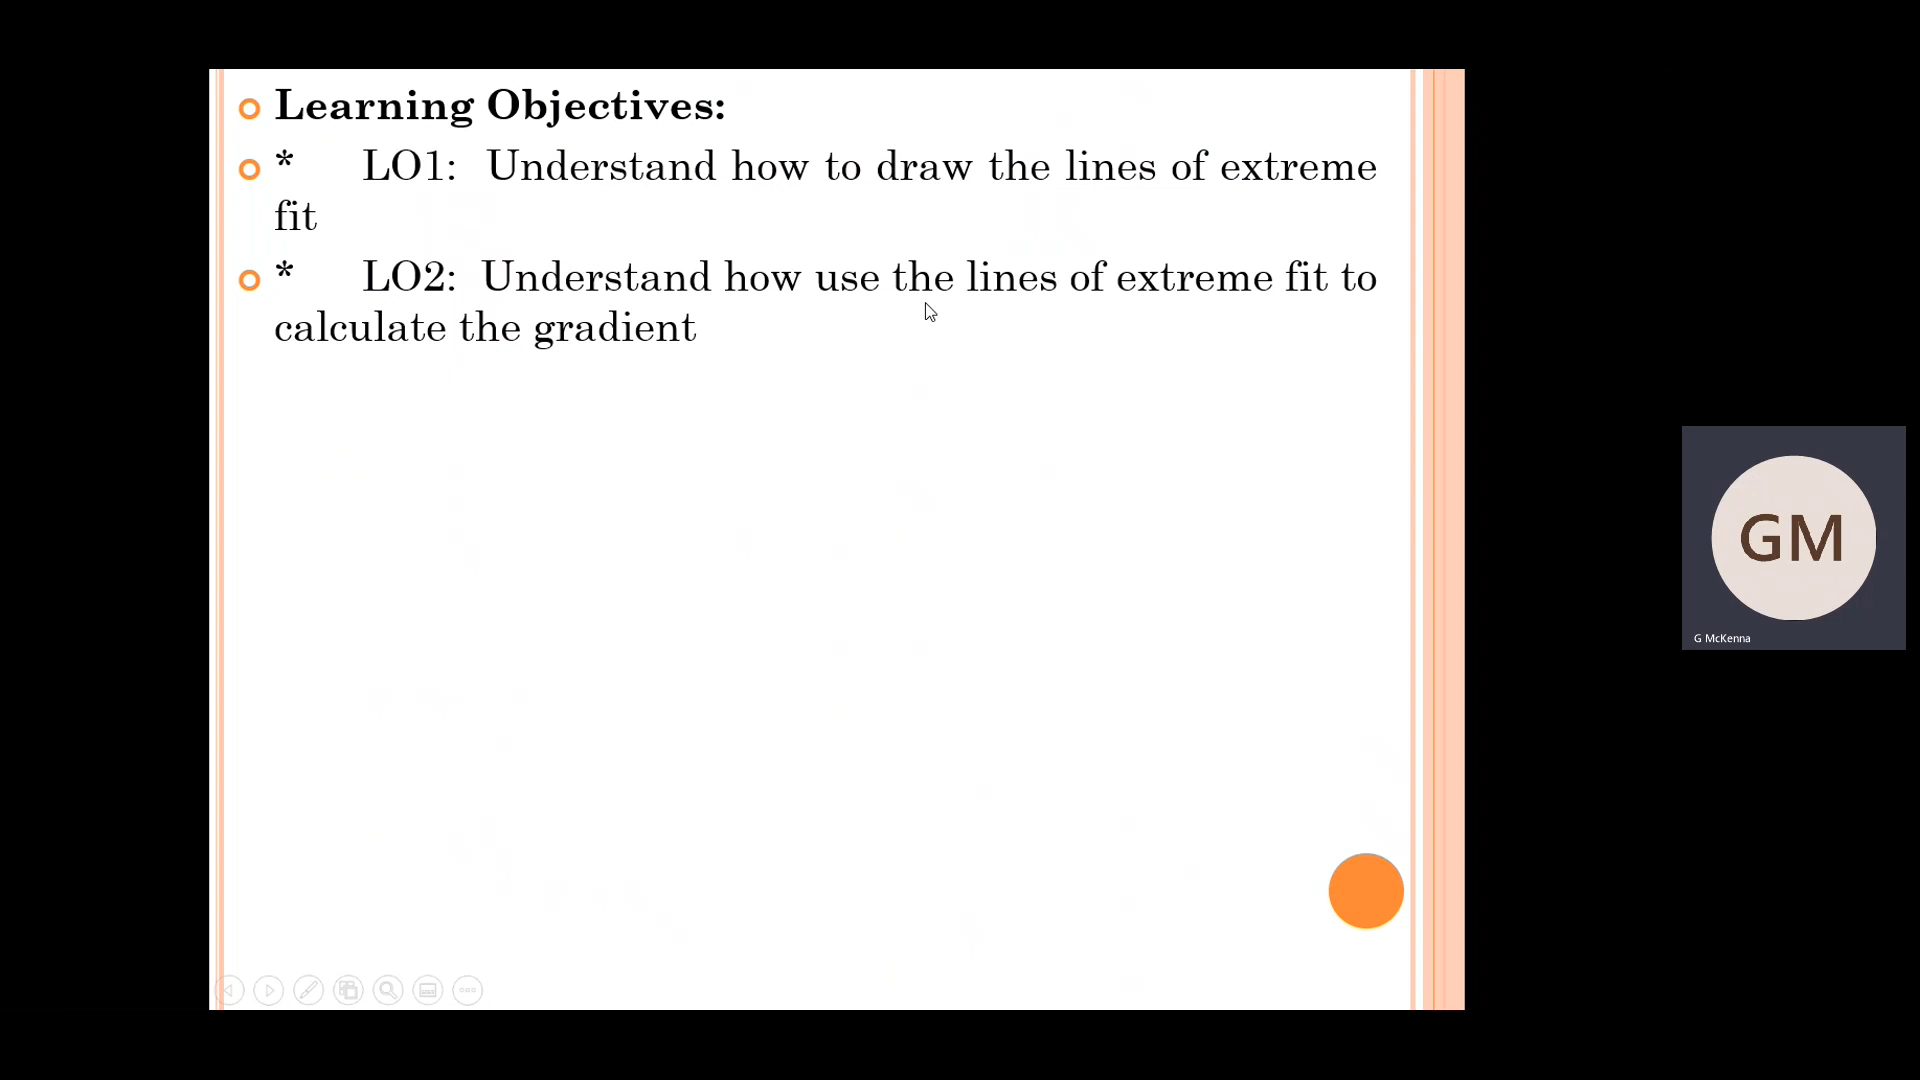 Learning Objectives:
* LO1: Understand how to draw the lines of extreme
fit
* LO2: Understand how use the lines of extreme fit to
calculate the gradient
GM
G McKenna